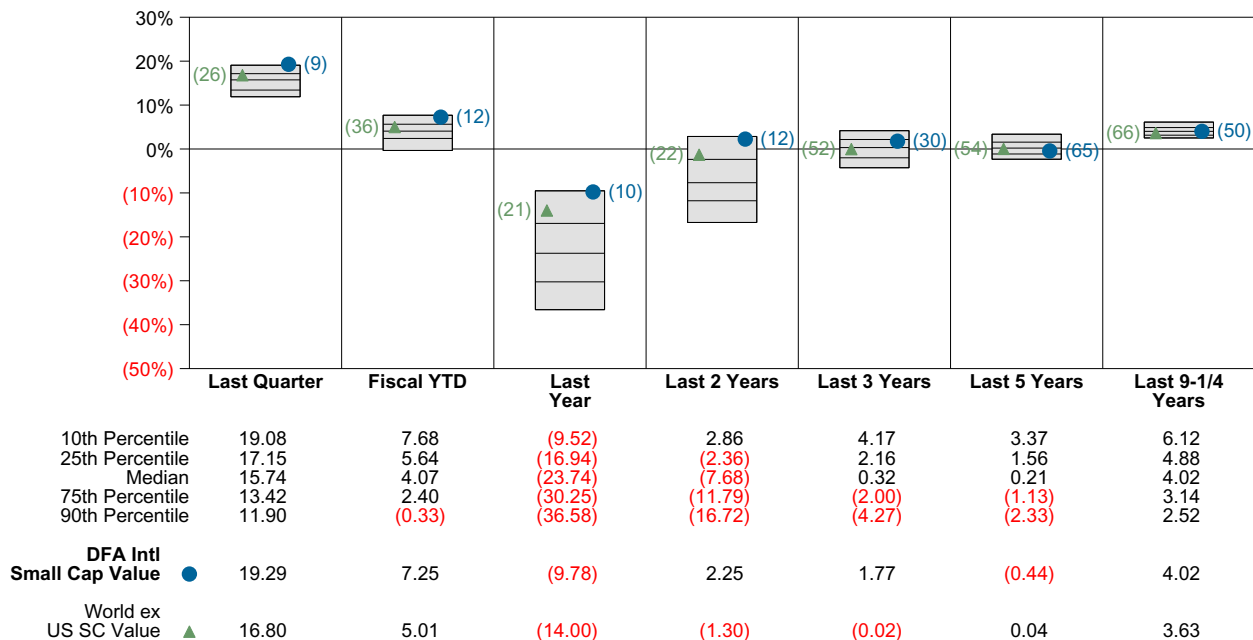 30%
20%
10%
0%
(10%)
(20%)
(30%)
(40%)
(50%)
(26) (9)
(36) (12)
(21) (10)
(22) (12)
(52) (30)
(54) (65)
(66) (50)
Last Quarter Fiscal YTD Last Year Last 2 Years Last 3 Years Last 5 Years Last 9-1/4 Years
10th Percentile 19.08 7.68 (9.52) 2.86 4.17 3.37 6.12
25th Percentile 17.15 5.64 (16.94) (2.36) 2.16 1.56 4.88
Median 15.74 4.07 (23.74) (7.68) 0.32 0.21 4.02
75th Percentile 13.42 2.40 (30.25) (11.79) (2.00) (1.13) 3.14
90th Percentile 11.90 (0.33) (36.58) (16.72) (4.27) (2.33) 2.52
DFA Intl
Small Cap Value 19.29 7.25 (9.78) 2.25 1.77 (0.44) 4.02
World ex
US SC Value 16.80 5.01 (14.00) (1.30) (0.02) 0.04 3.63